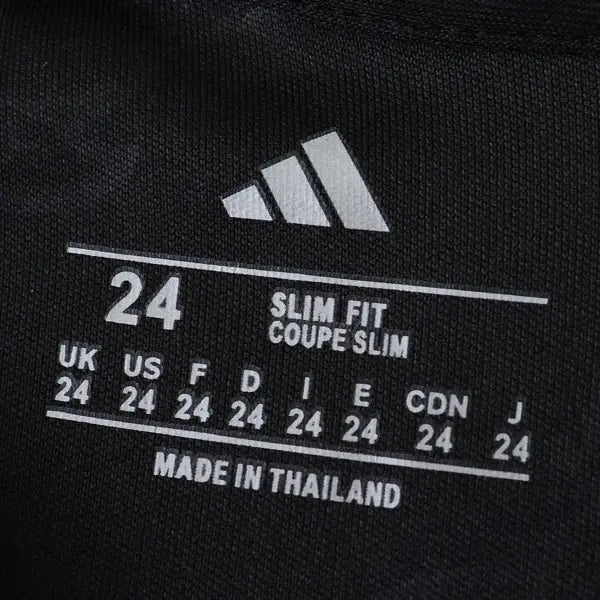 24
SLIM FIT
COUPE SLIM
UK US F D I E CDN J
24 24 24 24 24 24 24 24
MADE IN THAILAND